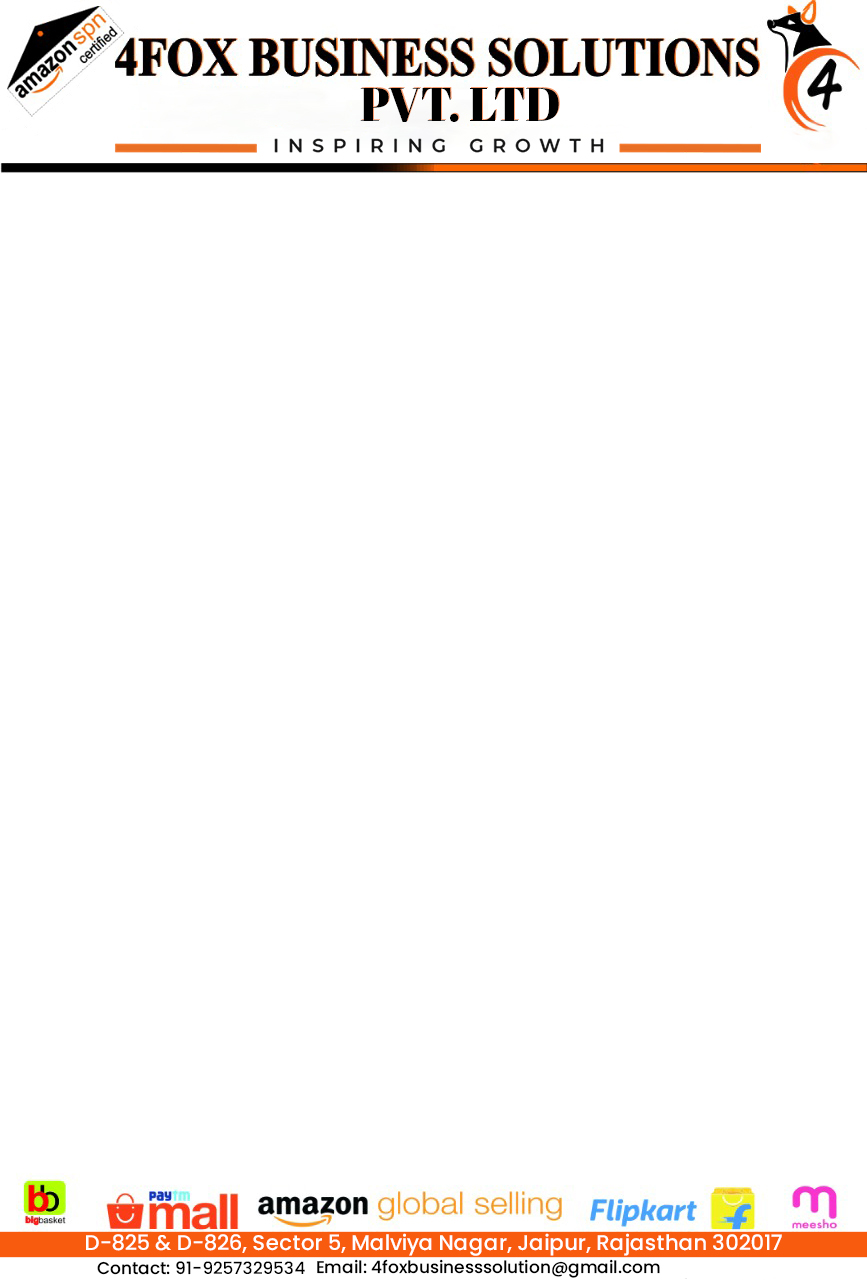 amazon spn
certified
4FOX BUSINESS SOLUTIONS
PVT. LTD
INSPIRING GROWTH
4
bb
bigbasket
paytm
mall
amazon global selling
Flipkart
f
m
meesho
D-825 & D-826, Sector 5, Malviya Nagar, Jaipur, Rajasthan 302017
Contact: 91-9257329534 Email: 4foxbusinesssolution@gmail.com